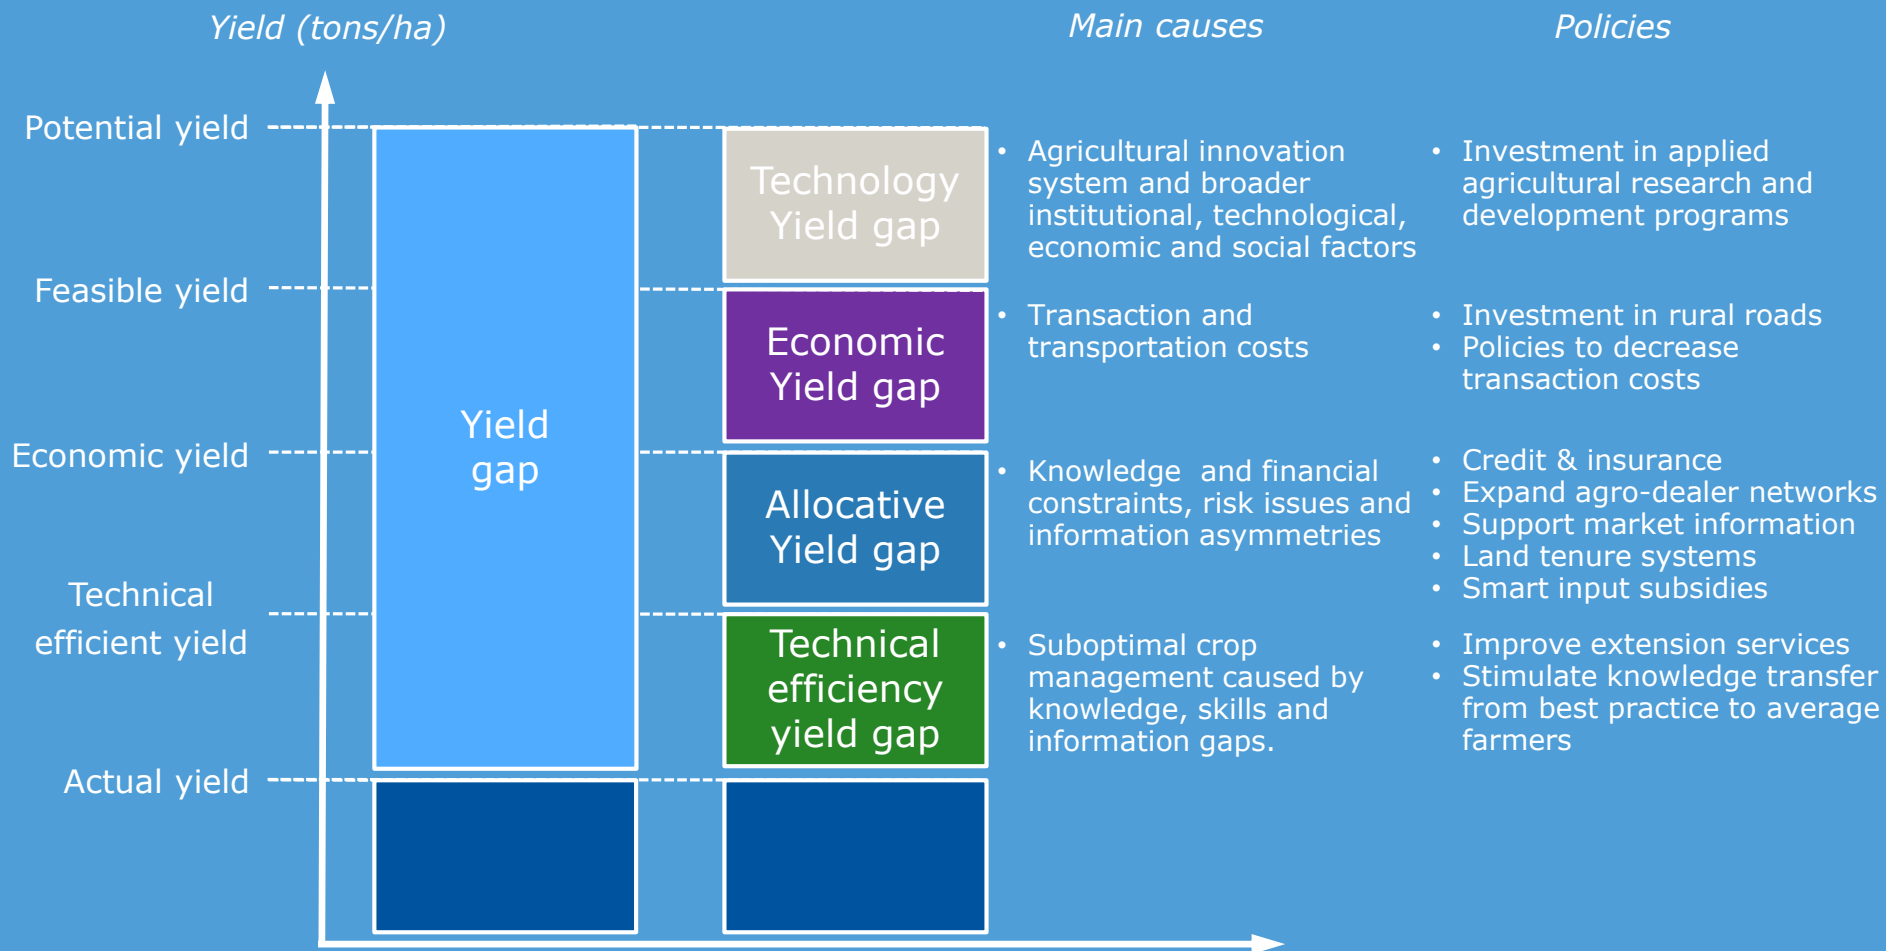 Yield (tons/ha)
Main causes
Policies
Potential yield
Feasible yield
Economic yield
Technical
efficient yield
Actual yield
Yield
gap
Technology
Yield gap
• Agricultural innovation
system and broader
institutional, technological,
economic and social factors
• Investment in applied
agricultural research and
development programs
Economic
Yield gap
• Transaction and
transportation costs
• Investment in rural roads
• Policies to decrease
transaction costs
Allocative
Yield gap
• Knowledge  and financial
constraints, risk issues and
information asymmetries
• Credit & insurance
• Expand agro-dealer networks
• Support market information
• Land tenure systems
• Smart input subsidies
Technical
efficiency
yield gap
• Suboptimal crop
management caused by
knowledge, skills and
information gaps.
• Improve extension services
• Stimulate knowledge transfer
from best practice to average
farmers